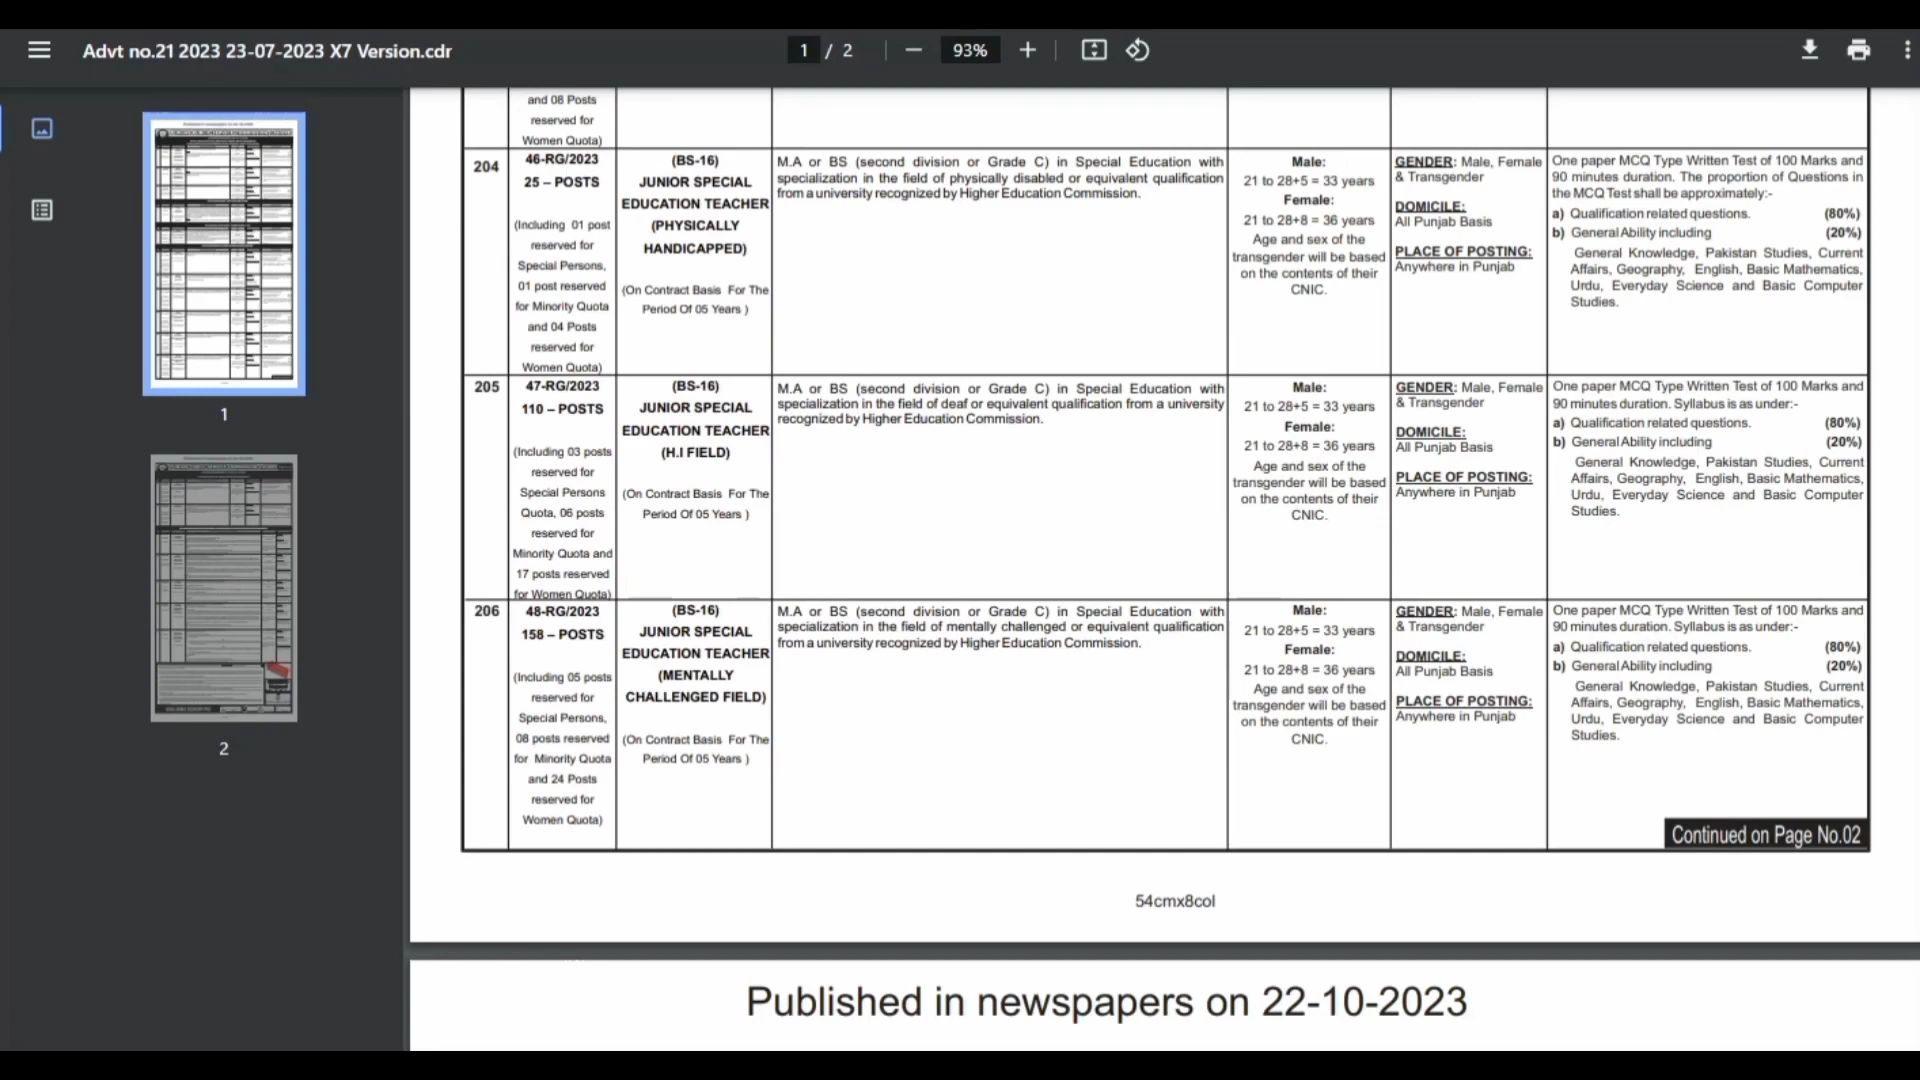 Advt no.21 2023 23-07-2023 X7 Version.cdr
1 / 2
93%
1
2
and 08 Posts
reserved for
Women Quota)
204
46-RG/2023
25 – POSTS
(Including 01 post
reserved for
Special Persons,
01 post reserved
for Minority Quota
and 04 Posts
reserved for
Women Quota)
(BS-16)
JUNIOR SPECIAL
EDUCATION TEACHER
(PHYSICALLY
HANDICAPPED)
(On Contract Basis For The
Period Of 05 Years )
M.A or BS (second division or Grade C) in Special Education with
specialization in the field of physically disabled or equivalent qualification
from a university recognized by Higher Education Commission.
Male:
21 to 28+5 = 33 years
Female:
21 to 28+8 = 36 years
Age and sex of the
transgender will be based
on the contents of their
CNIC.
GENDER: Male, Female
& Transgender
DOMICILE:
All Punjab Basis
PLACE OF POSTING:
Anywhere in Punjab
One paper MCQ Type Written Test of 100 Marks and
90 minutes duration. The proportion of Questions in
the MCQ Test shall be approximately:-
a) Qualification related questions. (80%)
b) General Ability including (20%)
General Knowledge, Pakistan Studies, Current
Affairs, Geography, English, Basic Mathematics,
Urdu, Everyday Science and Basic Computer
Studies.
205
47-RG/2023
110 – POSTS
(Including 03 posts
reserved for
Special Persons
Quota, 06 posts
reserved for
Minority Quota and
17 posts reserved
for Women Quota)
(BS-16)
JUNIOR SPECIAL
EDUCATION TEACHER
(H.I FIELD)
(On Contract Basis For The
Period Of 05 Years )
M.A or BS (second division or Grade C) in Special Education with
specialization in the field of deaf or equivalent qualification from a university
recognized by Higher Education Commission.
Male:
21 to 28+5 = 33 years
Female:
21 to 28+8 = 36 years
Age and sex of the
transgender will be based
on the contents of their
CNIC.
GENDER: Male, Female
& Transgender
DOMICILE:
All Punjab Basis
PLACE OF POSTING:
Anywhere in Punjab
One paper MCQ Type Written Test of 100 Marks and
90 minutes duration. Syllabus is as under:-
a) Qualification related questions. (80%)
b) General Ability including (20%)
General Knowledge, Pakistan Studies, Current
Affairs, Geography, English, Basic Mathematics,
Urdu, Everyday Science and Basic Computer
Studies.
206
48-RG/2023
158 – POSTS
(Including 05 posts
reserved for
Special Persons,
08 posts reserved
for Minority Quota
and 24 Posts
reserved for
Women Quota)
(BS-16)
JUNIOR SPECIAL
EDUCATION TEACHER
(MENTALLY
CHALLENGED FIELD)
(On Contract Basis For The
Period Of 05 Years )
M.A or BS (second division or Grade C) in Special Education with
specialization in the field of mentally challenged or equivalent qualification
from a university recognized by Higher Education Commission.
Male:
21 to 28+5 = 33 years
Female:
21 to 28+8 = 36 years
Age and sex of the
transgender will be based
on the contents of their
CNIC.
GENDER: Male, Female
& Transgender
DOMICILE:
All Punjab Basis
PLACE OF POSTING:
Anywhere in Punjab
One paper MCQ Type Written Test of 100 Marks and
90 minutes duration. Syllabus is as under:-
a) Qualification related questions. (80%)
b) General Ability including (20%)
General Knowledge, Pakistan Studies, Current
Affairs, Geography, English, Basic Mathematics,
Urdu, Everyday Science and Basic Computer
Studies.
Continued on Page No.02
54cmx8col
Published in newspapers on 22-10-2023